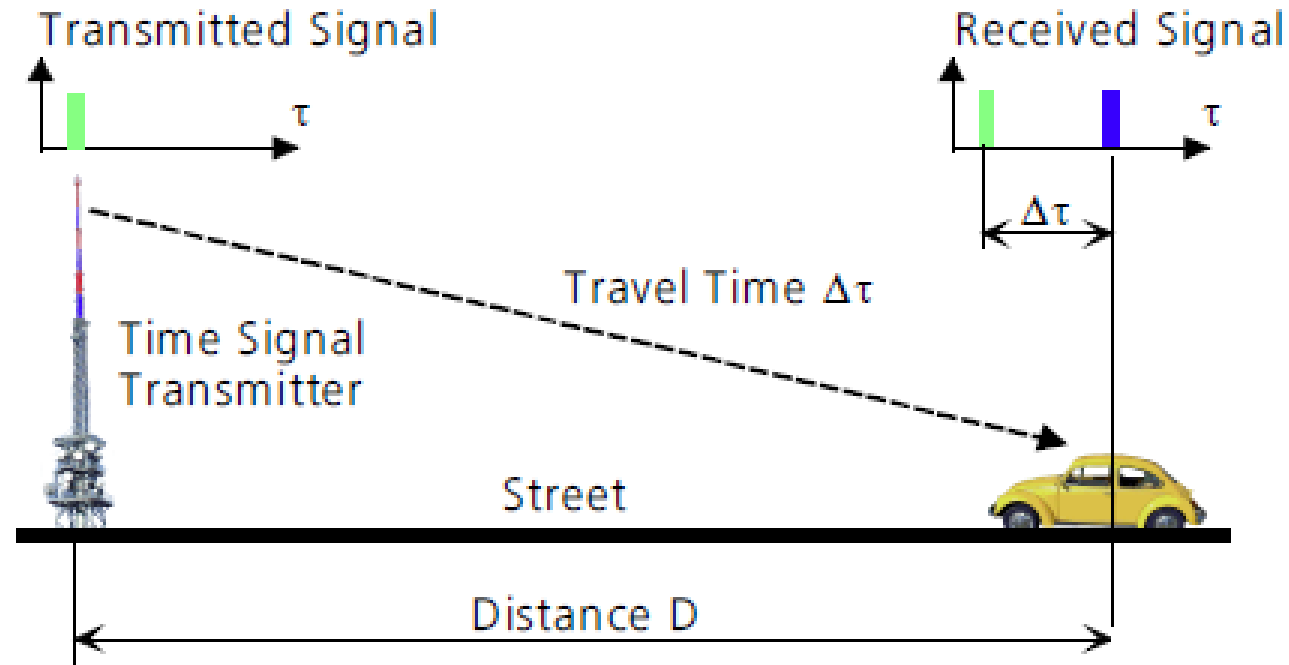 Transmitted Signal
Received Signal
τ
τ
Δτ
Travel Time Δτ
Time Signal
Transmitter
Street
Distance D